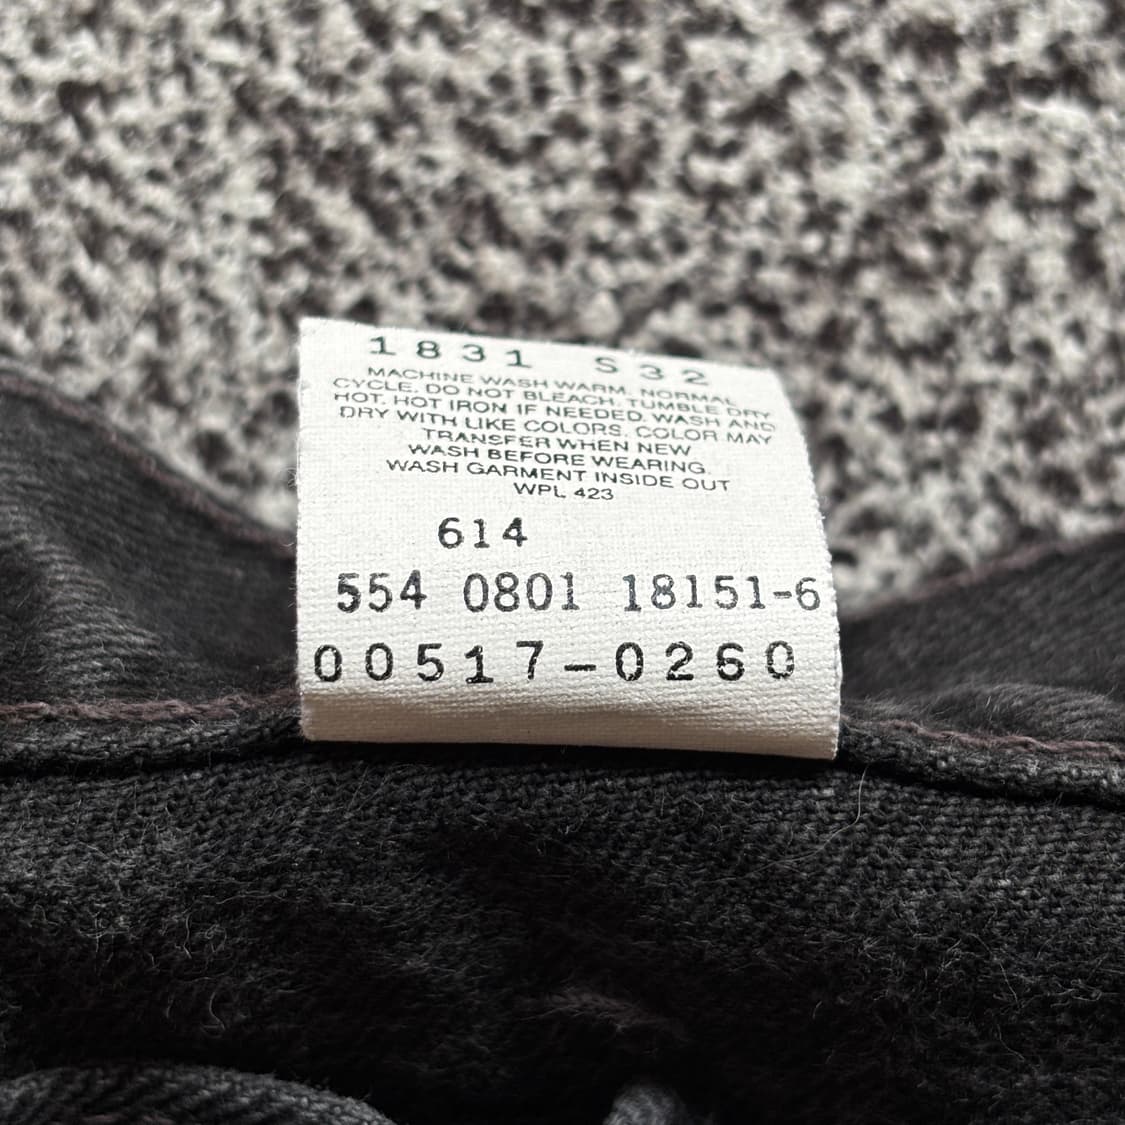 1831 S32
MACHINE WASH WARM, NORMAL
CYCLE. DO NOT BLEACH, TUMBLE DRY
HOT. HOT IRON IF NEEDED. WASH AND
DRY WITH LIKE COLORS. COLOR MAY
TRANSFER WHEN NEW
WASH BEFORE WEARING.
WASH GARMENT INSIDE OUT
WPL 423
614
554 0801 18151-6
00517-0260